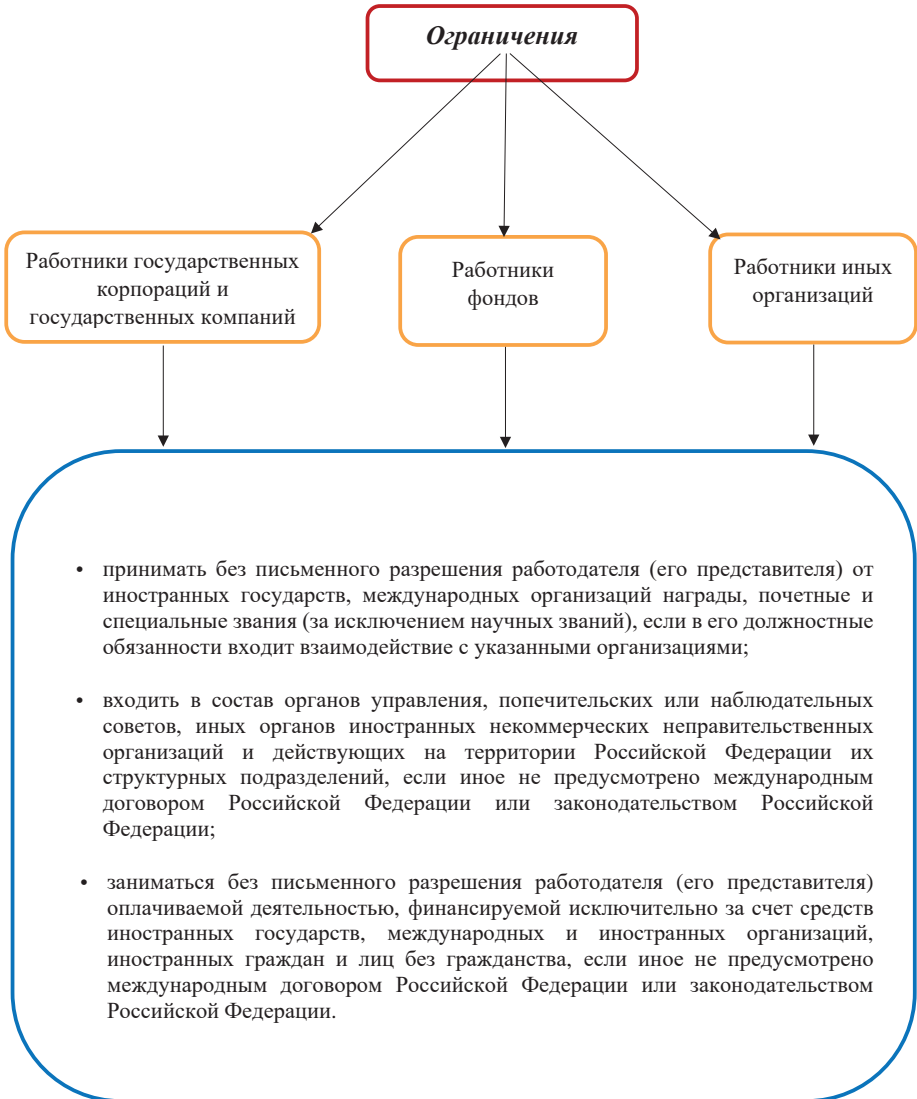 Ограничения
Работники государственных
корпораций и
государственных компаний
Работники
фондов
Работники иных
организаций
• принимать без письменного разрешения работодателя (его представителя) от
иностранных государств, международных организаций награды, почетные и
специальные звания (за исключением научных званий), если в его должностные
обязанности входит взаимодействие с указанными организациями;
• входить в состав органов управления, попечительских или наблюдательных
советов, иных органов иностранных некоммерческих неправительственных
организаций и действующих на территории Российской Федерации их
структурных подразделений, если иное не предусмотрено международным
договором Российской Федерации или законодательством Российской
Федерации;
• заниматься без письменного разрешения работодателя (его представителя)
оплачиваемой деятельностью, финансируемой исключительно за счет средств
иностранных государств, международных и иностранных организаций,
иностранных граждан и лиц без гражданства, если иное не предусмотрено
международным договором Российской Федерации или законодательством
Российской Федерации.